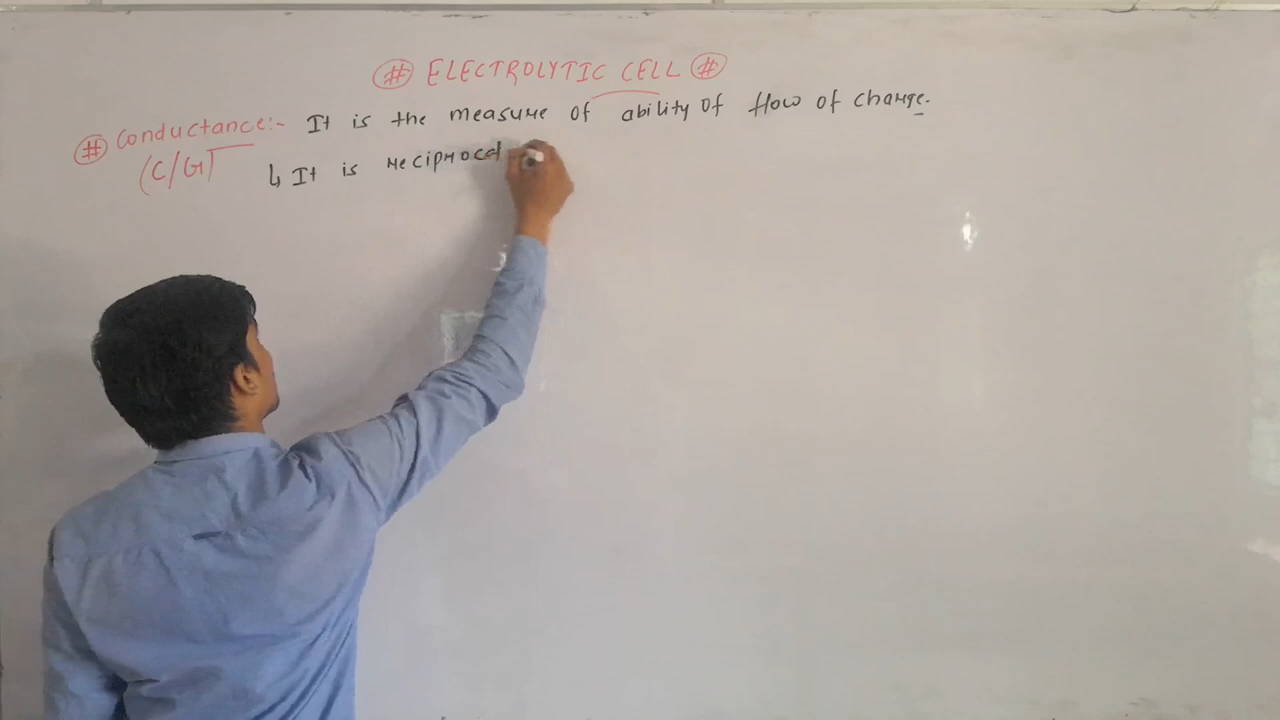 # ELECTROLYTIC CELL #
# Conductance:- It is the measure of ability of flow of charge.
(C/G) ↳ It is reciprocal